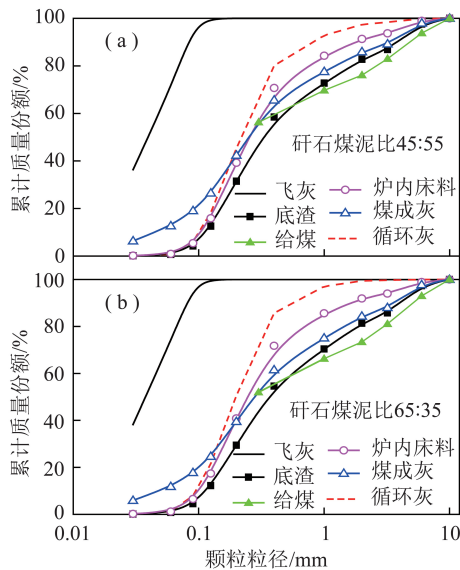 100
(a)
80
60
40
20
0
累计质量份额/%
矸石煤泥比45:55
飞灰 炉内床料
底渣 煤成灰
给煤 循环灰
100
(b)
80
60
40
20
0
累计质量份额/%
矸石煤泥比65:35
飞灰 炉内床料
底渣 煤成灰
给煤 循环灰
0.01 0.1 1 10
颗粒粒径/mm